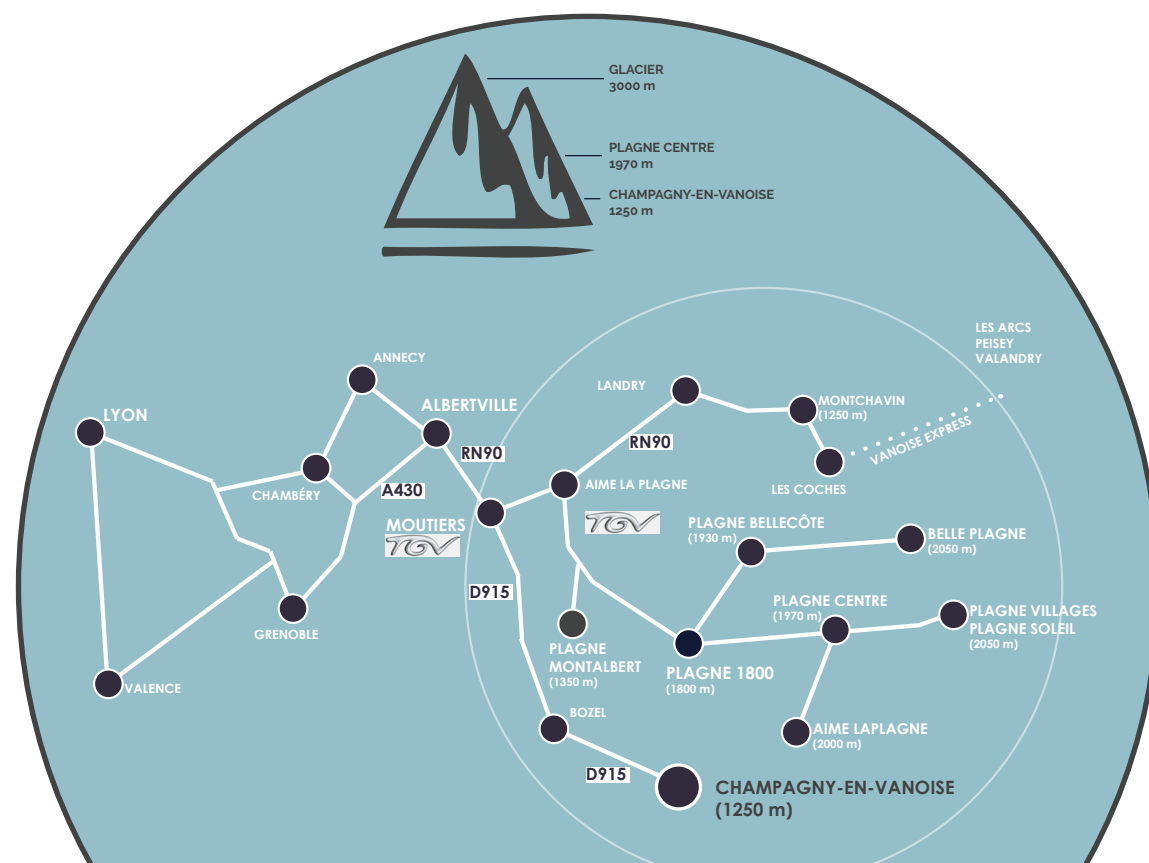 GLACIER
3000 m
PLAGNE CENTRE
1970 m
CHAMPAGNY-EN-VANOISE
1250 m
LES ARCS
PEISEY
VALANDRY
ANNECY
LANDRY
ALBERTVILLE
LYON
MONTCHAVIN
(1250 m)
RN90
RN90
VANOISE EXPRESS
CHAMBÉRY
A430
AIME LA PLAGNE
LES COCHES
MOUTIERS
TGV
TGV
PLAGNE BELLECÔTE
(1930 m)
BELLE PLAGNE
(2050 m)
D915
PLAGNE CENTRE
(1970 m)
PLAGNE VILLAGES
PLAGNE SOLEIL
(2050 m)
GRENOBLE
PLAGNE
MONTALBERT
(1350 m)
PLAGNE 1800
(1800 m)
VALENCE
BOZEL
AIME LAPLAGNE
(2000 m)
D915
CHAMPAGNY-EN-VANOISE
(1250 m)